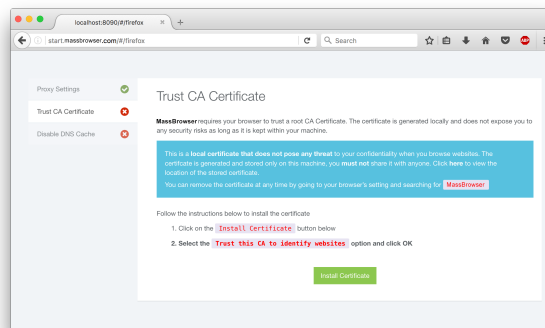 localhost:8090/#/firefox
start.massbrowser.com/#/firefox
Search
ABP
Proxy Settings
Trust CA Certificate
Disable DNS Cache
Trust CA Certificate
MassBrowser requires your browser to trust a root CA Certificate. The certificate is generated locally and does not expose you to
any security risks as long as it is kept within your machine.
This is a local certificate that does not pose any threat to your confidentiality when you browse websites. The
certificate is generated and stored only on this machine, you must not share it with anyone. Click here to view the
location of the stored certificate.
You can remove the certificate at any time by going to your browser's setting and searching for MassBrowser
Follow the instructions below to install the certificate
1. Click on the Install Certificate button below
2. Select the Trust this CA to identify websites option and click OK
Install Certificate